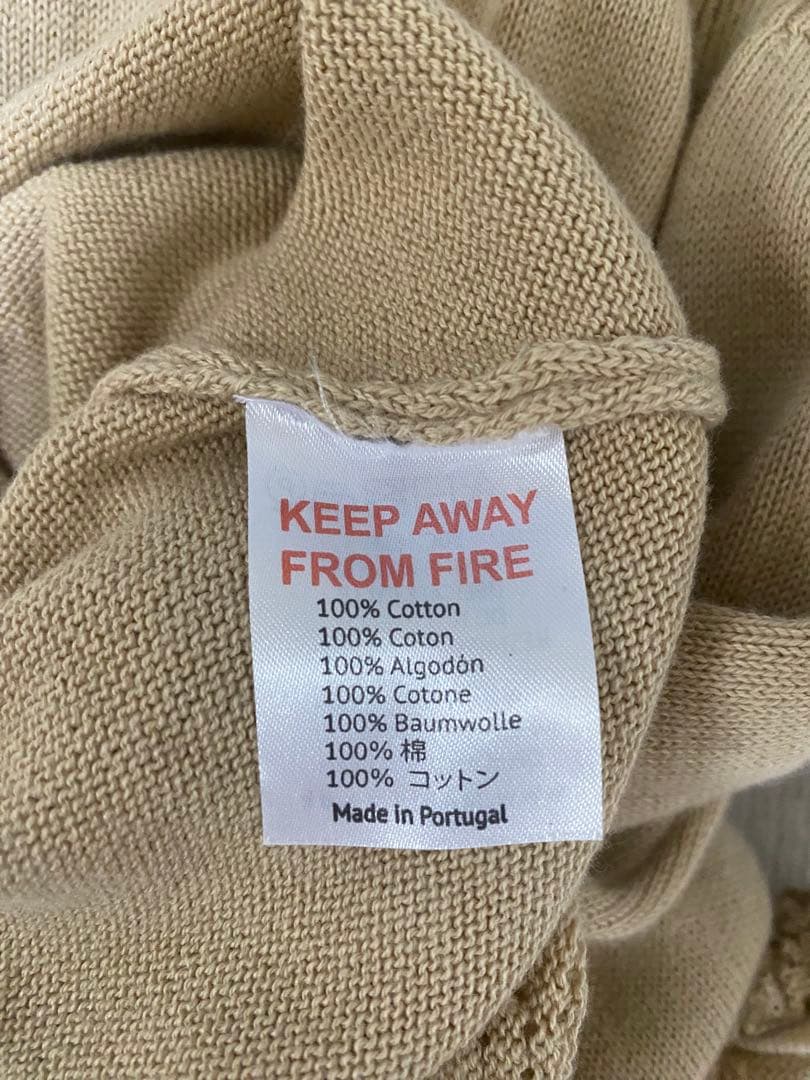 KEEP AWAY
FROM FIRE
100% Cotton
100% Coton
100% Algodón
100% Cotone
100% Baumwolle
100% 棉
100% コットン
Made in Portugal